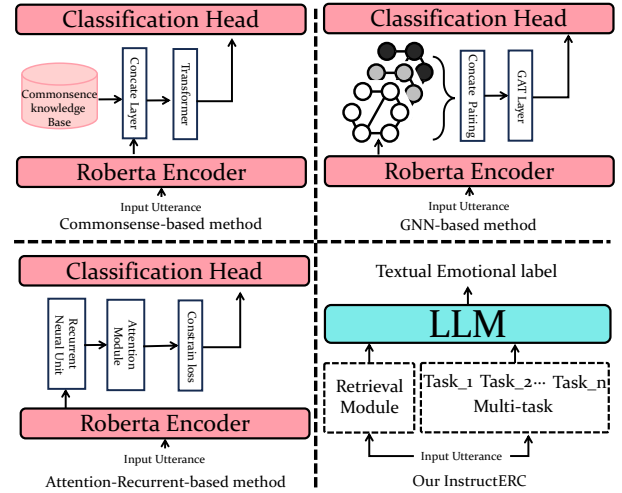 Classification Head
Commonsence
knowledge
Base
Concate Layer
Transformer
Roberta Encoder
Input Utterance
Commonsense-based method
Classification Head
Concate Pairing
GAT
Layer
Roberta Encoder
Input Utterance
GNN-based method
Classification Head
Recurrent
Neural Unit
Attention
Module
Constrain loss
Roberta Encoder
Input Utterance
Attention-Recurrent-based method
Textual Emotional label
LLM
Retrieval
Module
Task_1 Task_2... Task_n
Multi-task
Input Utterance
Our InstructERC